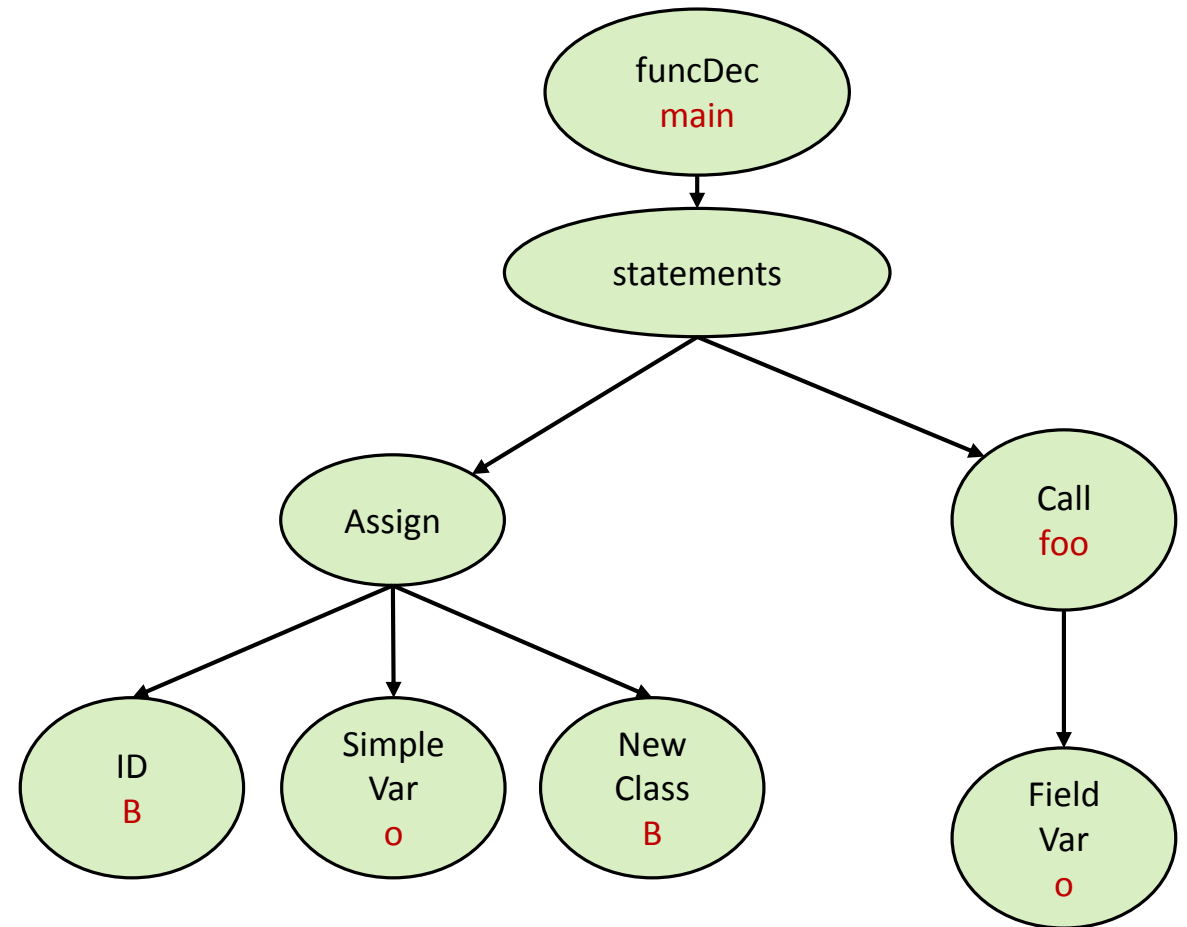 funcDec
main
statements
Assign
Call
foo
ID
B
Simple
Var
o
New
Class
B
Field
Var
o